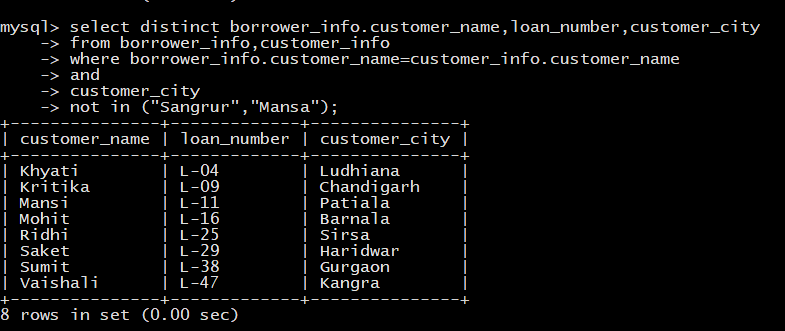 mysql> select distinct borrower_info.customer_name,loan_number,customer_city
    -> from borrower_info,customer_info
    -> where borrower_info.customer_name=customer_info.customer_name
    -> and
    -> customer_city
    -> not in ("Sangrur","Mansa");
+---------------+-------------+---------------+
| customer_name | loan_number | customer_city |
+---------------+-------------+---------------+
| Khyati        | L-04        | Ludhiana      |
| Kritika       | L-09        | Chandigarh    |
| Mansi         | L-11        | Patiala       |
| Mohit         | L-16        | Barnala       |
| Ridhi         | L-25        | Sirsa         |
| Saket         | L-29        | Haridwar      |
| Sumit         | L-38        | Gurgaon       |
| Vaishali      | L-47        | Kangra        |
+---------------+-------------+---------------+
8 rows in set (0.00 sec)